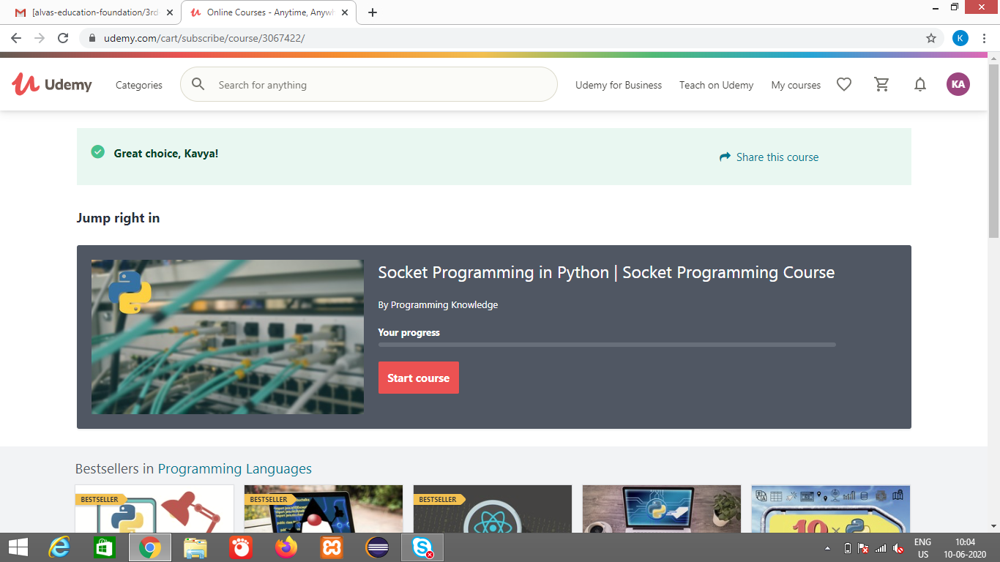 [alvas-education-foundation/3rd
Online Courses - Anytime, Anywh
udemy.com/cart/subscribe/course/3067422/
K
Udemy
Categories
Search for anything
Udemy for Business
Teach on Udemy
My courses
KA
Great choice, Kavya!
Share this course
Jump right in
Socket Programming in Python | Socket Programming Course
By Programming Knowledge
Your progress
Start course
Bestsellers in Programming Languages
BESTSELLER
BESTSELLER
BESTSELLER
10 x
ENG
US
10:04
10-06-2020